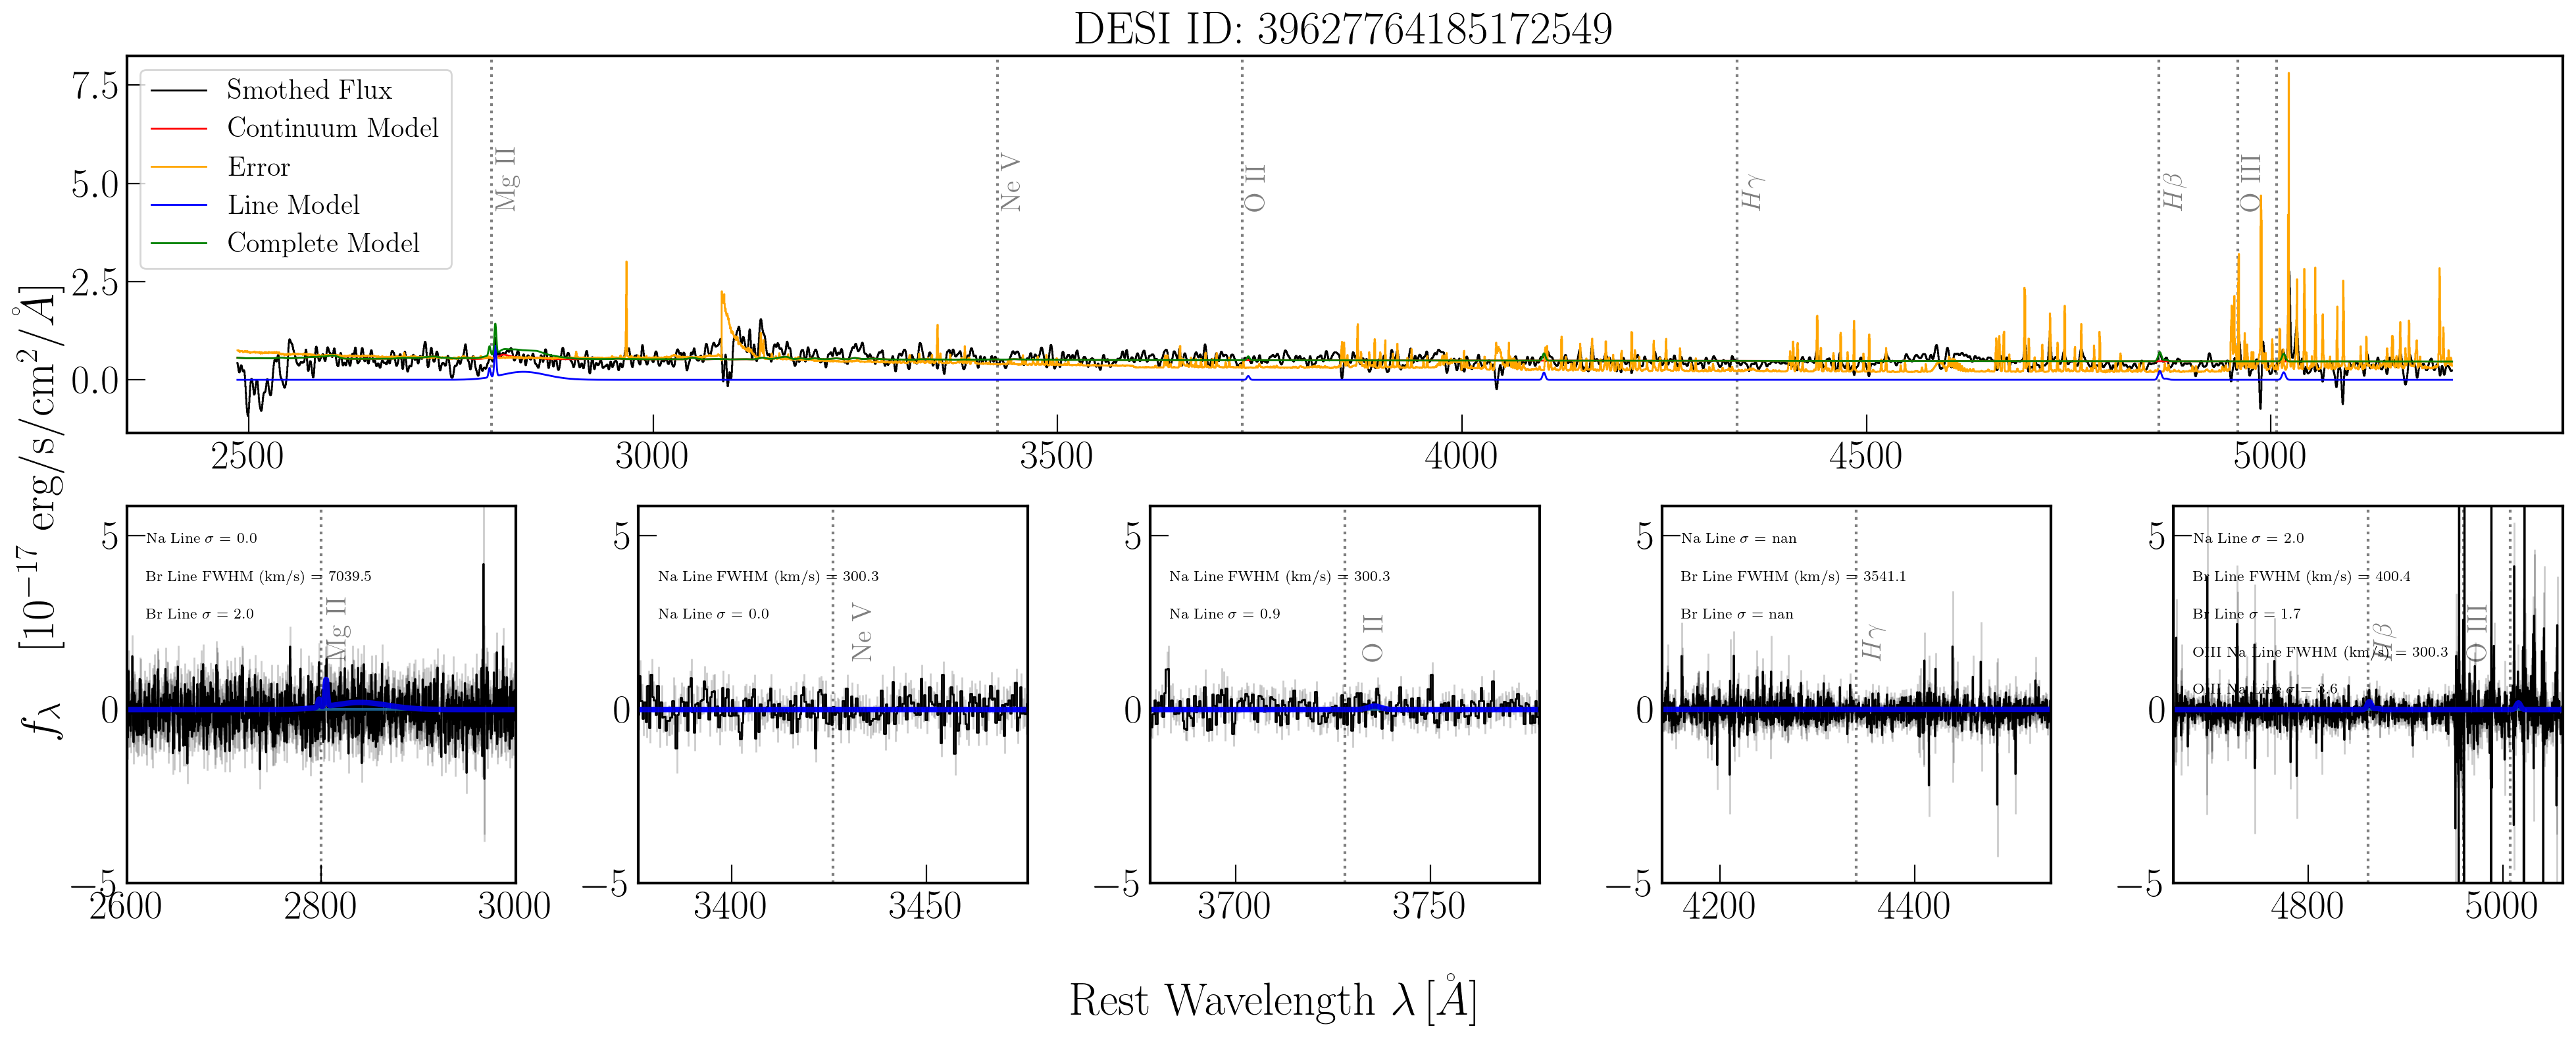 DESI ID: 39627764185172549
7.5
5.0
2.5
0.0
Smothed Flux
Continuum Model
Error
Line Model
Complete Model
Mg II
Ne V
O II
Hγ
Hβ
O III
2500 3000 3500 4000 4500 5000
f_λ [10^{-17} erg/s/cm²/Å]
5
0
−5
Na Line σ = 0.0
Br Line FWHM (km/s) = 7039.5
Br Line σ = 2.0
Mg II
2600 2800 3000
5
0
−5
Na Line FWHM (km/s) = 300.3
Na Line σ = 0.0
Ne V
3400 3450
5
0
−5
Na Line FWHM (km/s) = 300.3
Na Line σ = 0.9
O II
3700 3750
5
0
−5
Na Line σ = nan
Br Line FWHM (km/s) = 3541.1
Br Line σ = nan
Hγ
4200 4400
5
0
−5
Na Line σ = 2.0
Br Line FWHM (km/s) = 400.4
Br Line σ = 1.7
OIII Na Line FWHM (km/s) = 300.3
OIII Na Line σ = 3.6
Hβ
O III
4800 5000
Rest Wavelength λ [Å]